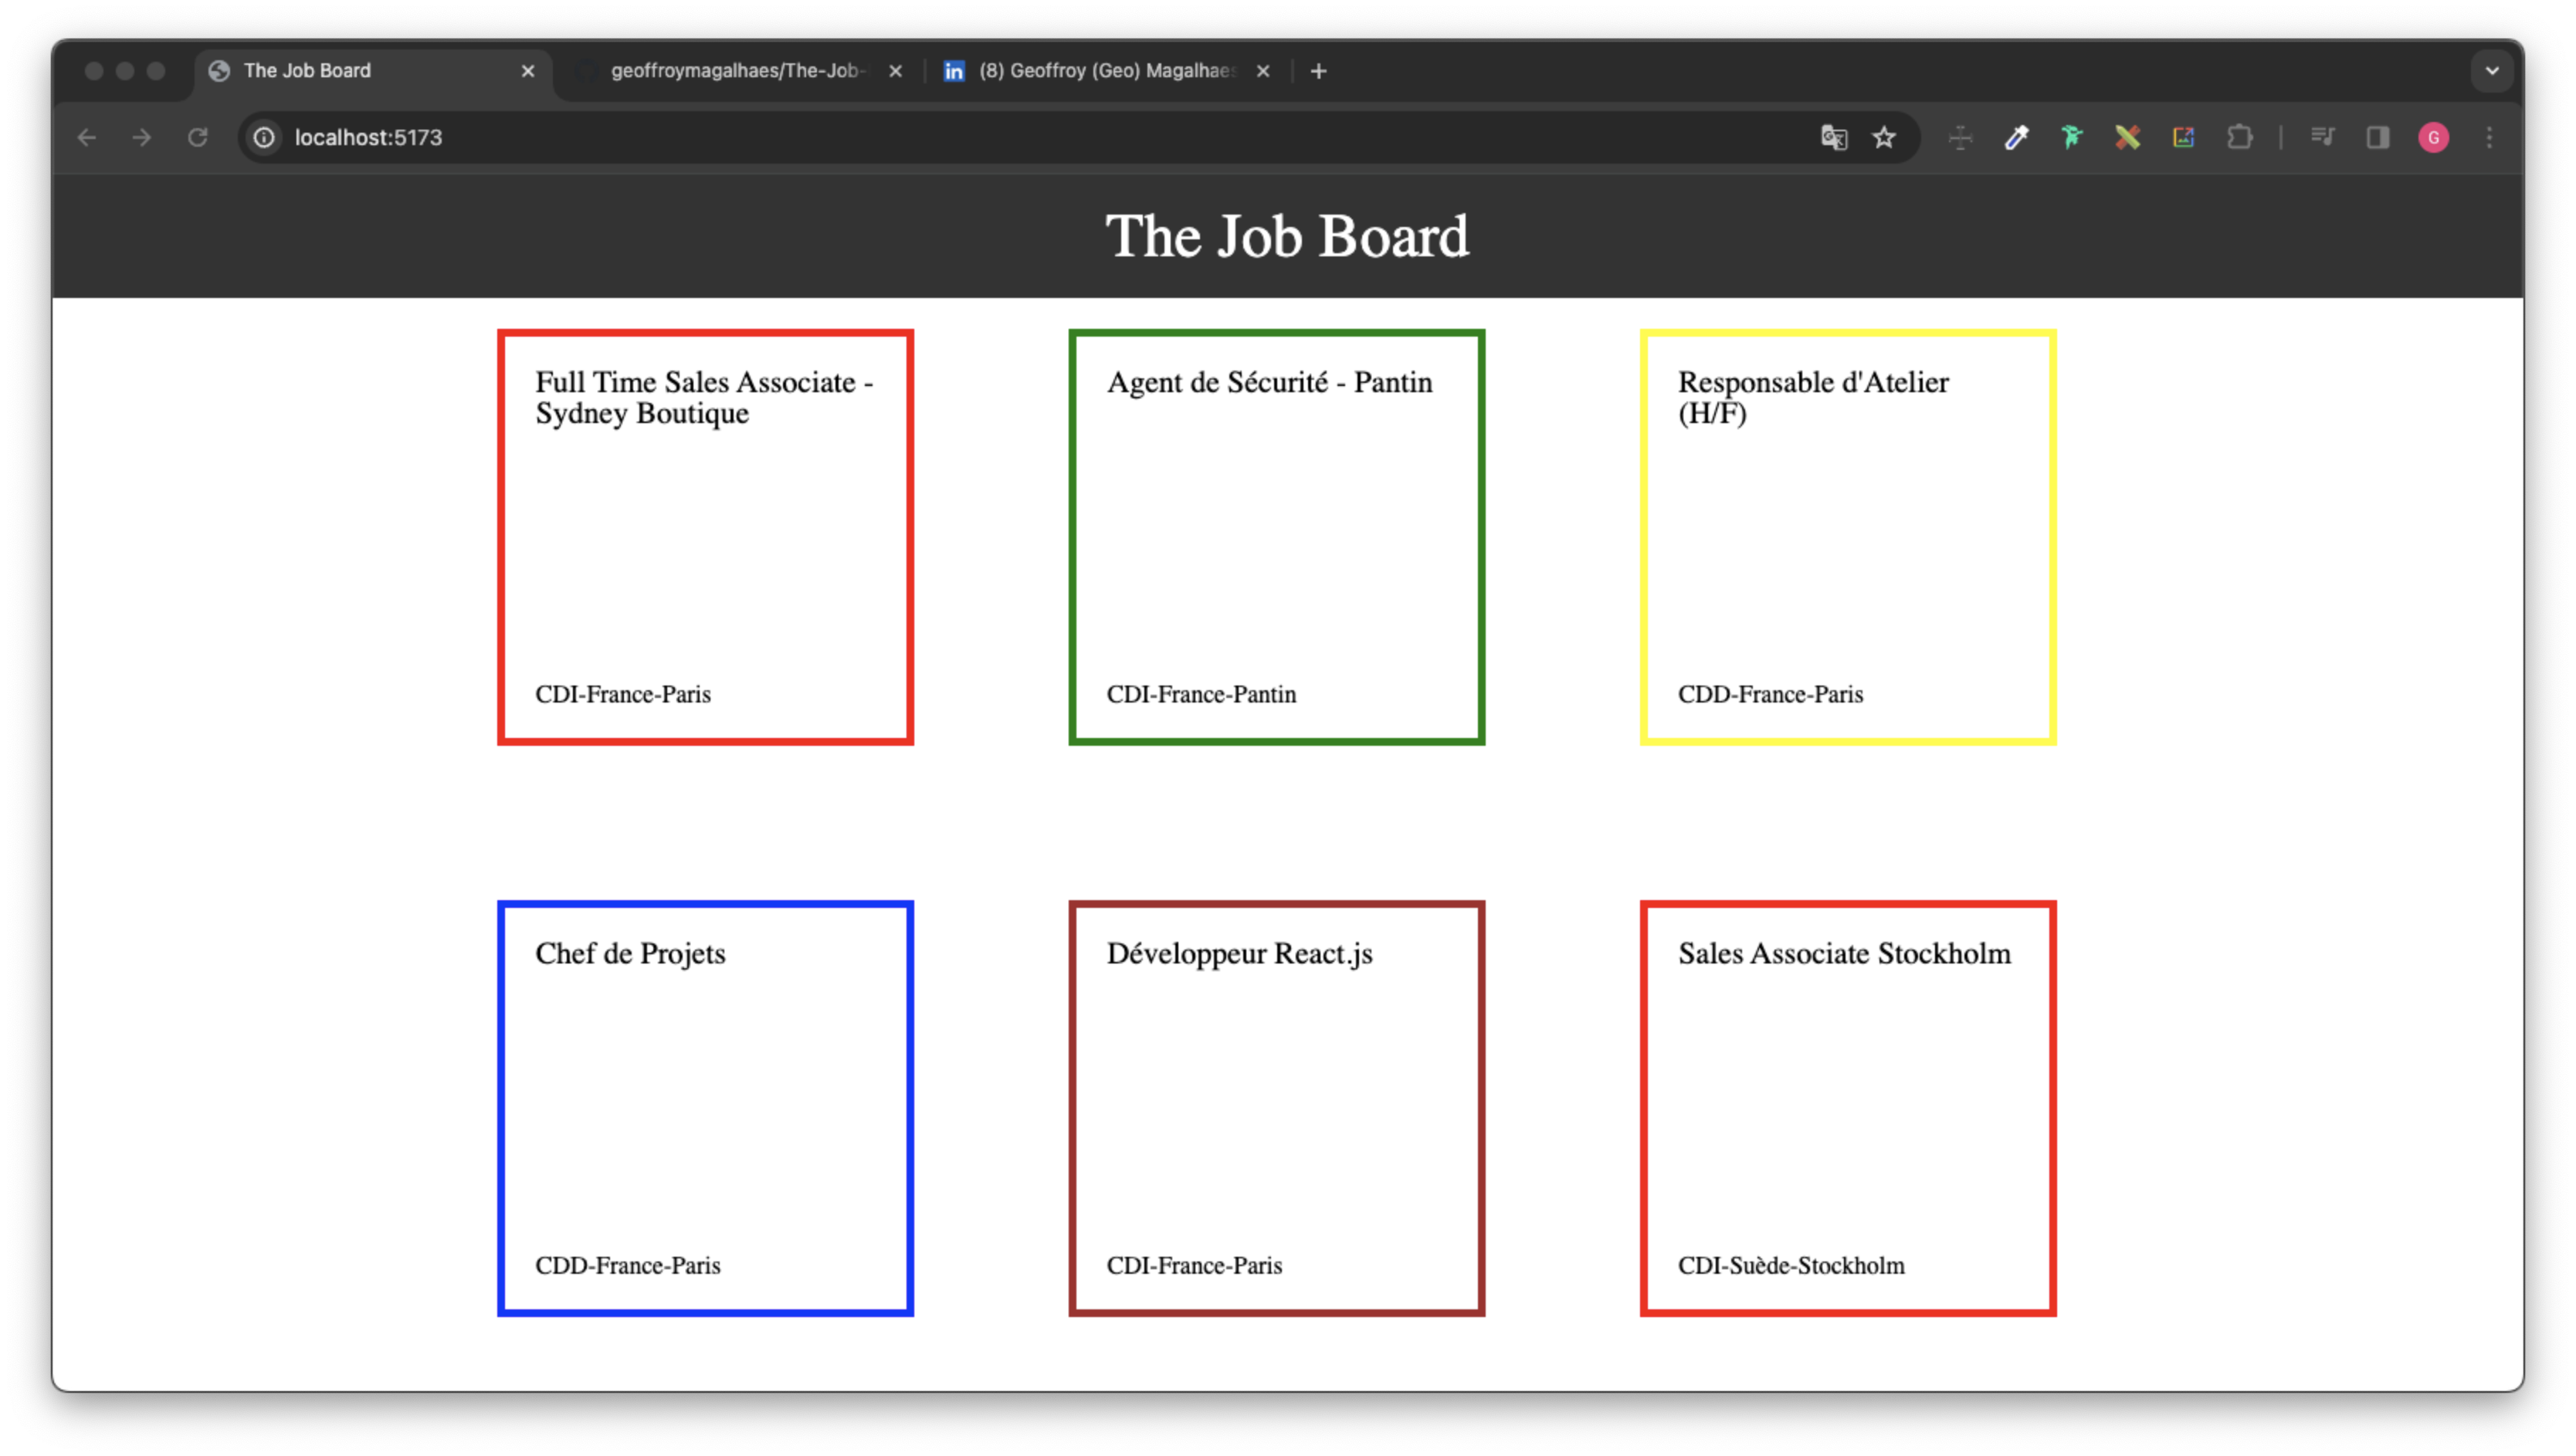 The Job Board
geoffroymagalhaes/The-Job-
(8) Geoffroy (Geo) Magalhaes
localhost:5173
G
The Job Board
Full Time Sales Associate -
Sydney Boutique
CDI-France-Paris
Agent de Sécurité - Pantin
CDI-France-Pantin
Responsable d'Atelier
(H/F)
CDD-France-Paris
Chef de Projets
CDD-France-Paris
Développeur React.js
CDI-France-Paris
Sales Associate Stockholm
CDI-Suède-Stockholm